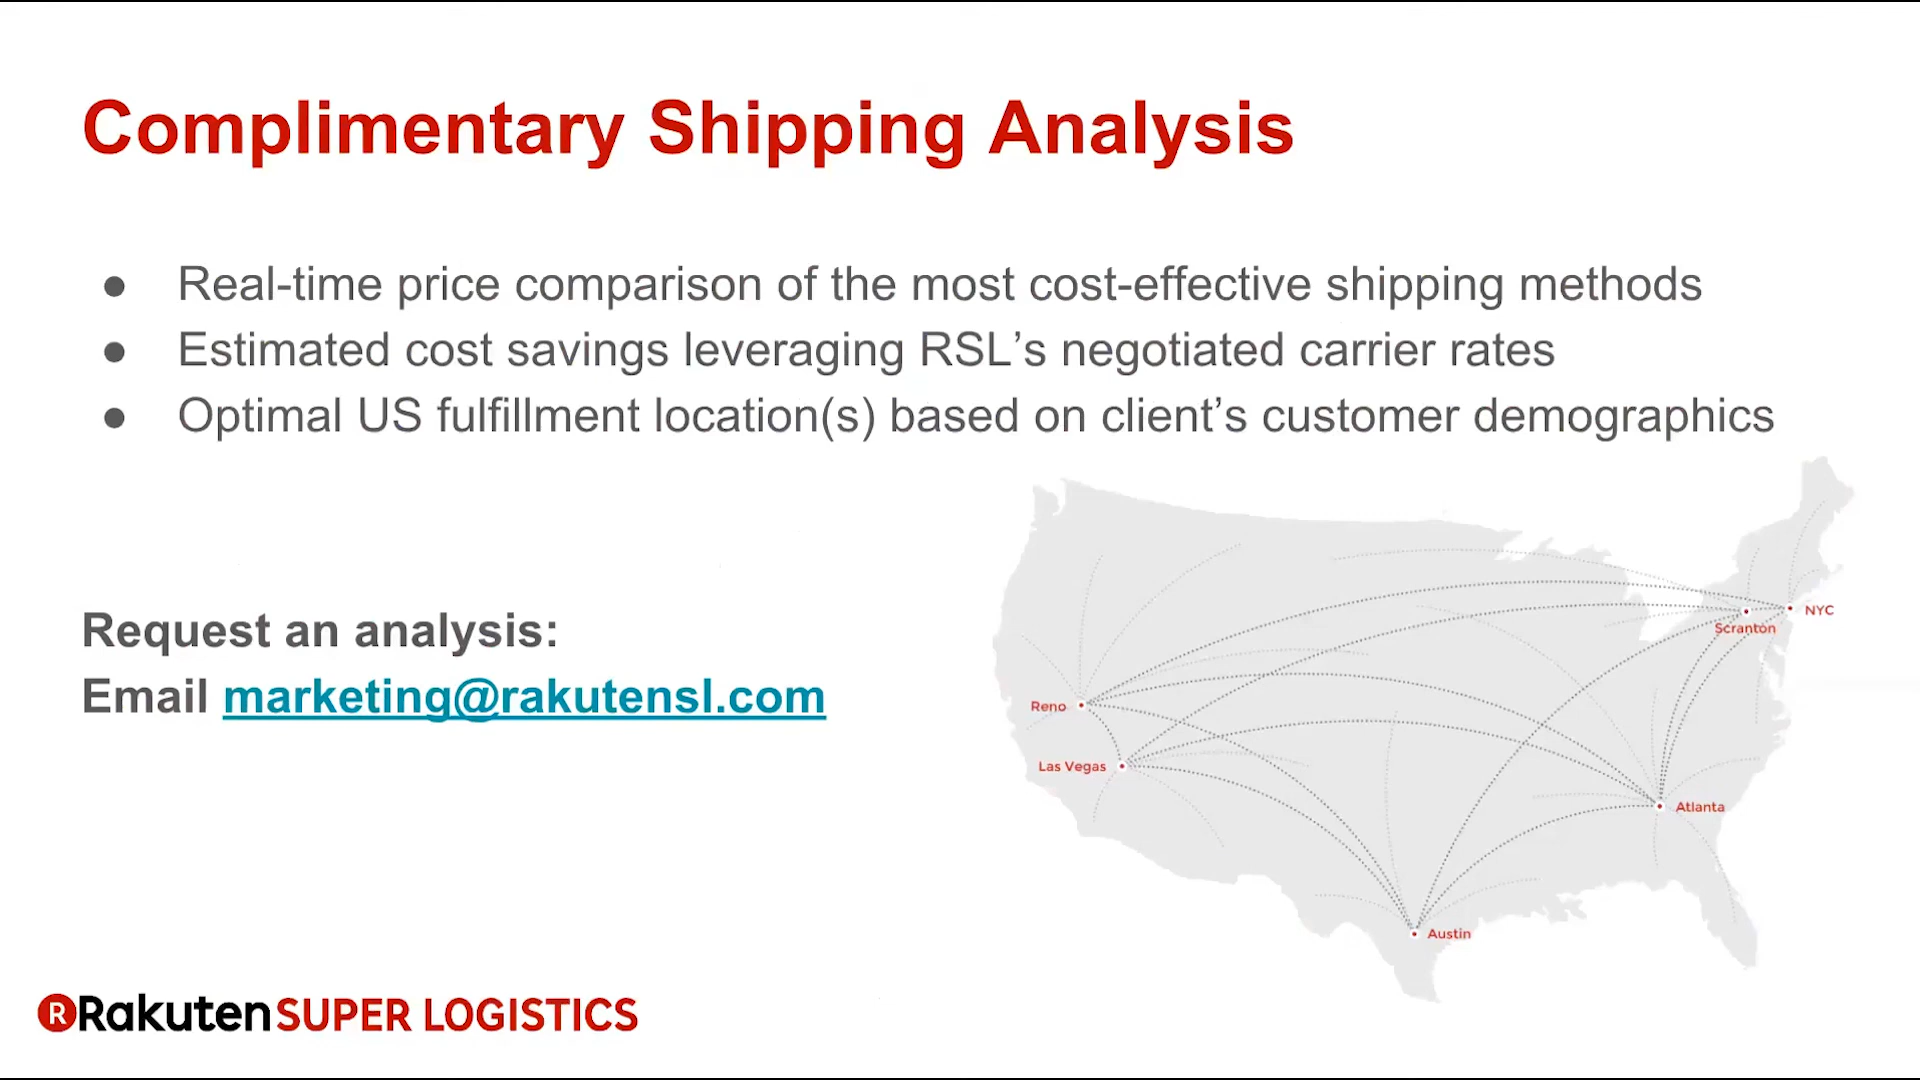 Complimentary Shipping Analysis
● Real-time price comparison of the most cost-effective shipping methods
● Estimated cost savings leveraging RSL’s negotiated carrier rates
● Optimal US fulfillment location(s) based on client’s customer demographics
Request an analysis:
Email marketing@rakutensl.com
NYC
Scranton
Reno
Las Vegas
Atlanta
Austin
R Rakuten SUPER LOGISTICS